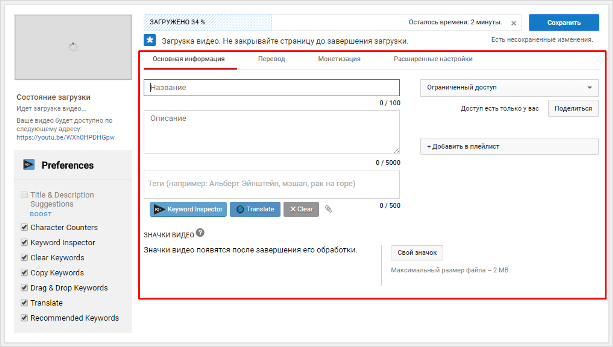 ЗАГРУЖЕНО 34 %
Осталось времени: 2 минуты.
Сохранить
Загрузка видео. Не закрывайте страницу до завершения загрузки.
Есть несохраненные изменения.
Основная информация
Перевод
Монетизация
Расширенные настройки
Название
0 / 100
Описание
0 / 5000
Теги (например: Альберт Эйнштейн, мэшап, рак на горе)
0 / 500
Keyword Inspector
Translate
✕ Clear
ЗНАЧКИ ВИДЕО ?
Значки видео появятся после завершения его обработки.
Свой значок
Максимальный размер файла – 2 MB
Ограниченный доступ
Доступ есть только у вас
Поделиться
+ Добавить в плейлист
Состояние загрузки
Идет загрузка видео...
Ваше видео будет доступно по
следующему адресу:
https://youtu.be/WXh0HPDHGpw
Preferences
Title & Description
Suggestions
BOOST
Character Counters
Keyword Inspector
Clear Keywords
Copy Keywords
Drag & Drop Keywords
Translate
Recommended Keywords